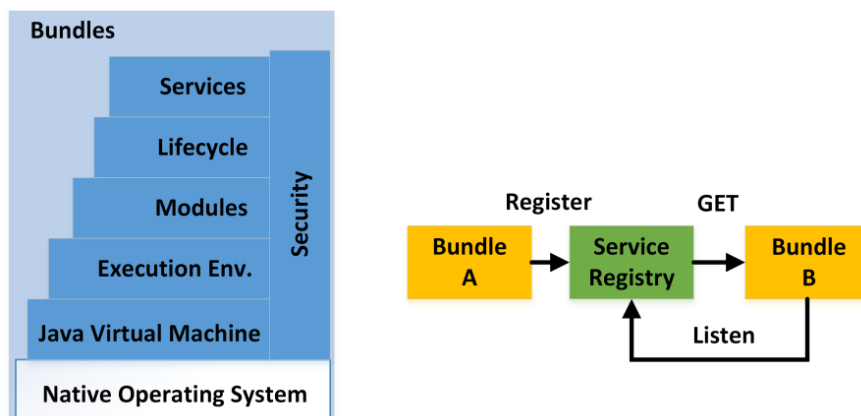 Bundles
Services
Lifecycle
Modules
Execution Env.
Java Virtual Machine
Native Operating System
Security
Register
GET
Bundle
A
Service
Registry
Bundle
B
Listen